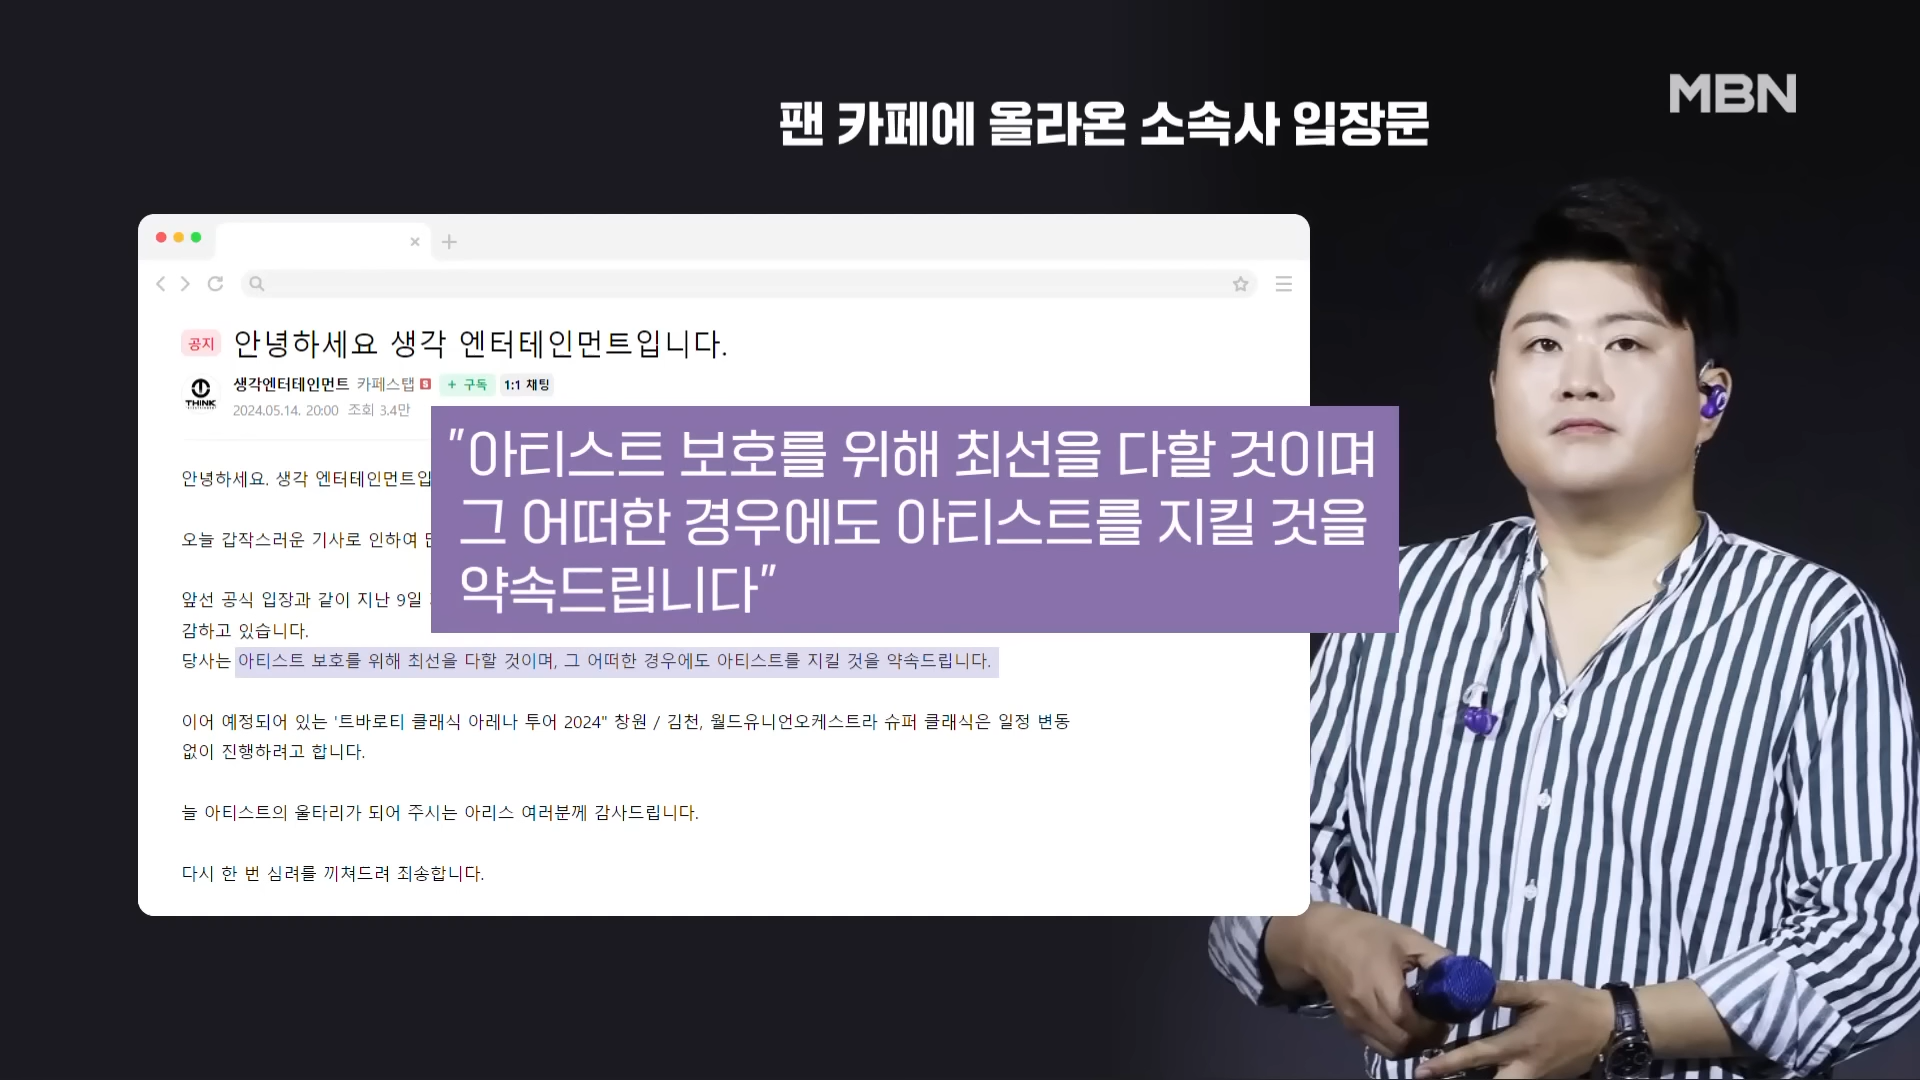 MBN
팬 카페에 올라온 소속사 입장문
공지 안녕하세요 생각 엔터테인먼트입니다.
THINK
생각엔터테인먼트 카페스탭 + 구독 1:1 채팅
2024.05.14. 20:00 조회 3.4만
"아티스트 보호를 위해 최선을 다할 것이며
그 어떠한 경우에도 아티스트를 지킬 것을
약속드립니다"
안녕하세요. 생각 엔터테인먼트입
오늘 갑작스러운 기사로 인하여
앞선 공식 입장과 같이 지난 9일
감하고 있습니다.
당사는 아티스트 보호를 위해 최선을 다할 것이며, 그 어떠한 경우에도 아티스트를 지킬 것을 약속드립니다.
이어 예정되어 있는 '트바로티 클래식 아레나 투어 2024" 창원 / 김천, 월드유니언오케스트라 슈퍼 클래식은 일정 변동
없이 진행하려고 합니다.
늘 아티스트의 울타리가 되어 주시는 아리스 여러분께 감사드립니다.
다시 한 번 심려를 끼쳐드려 죄송합니다.